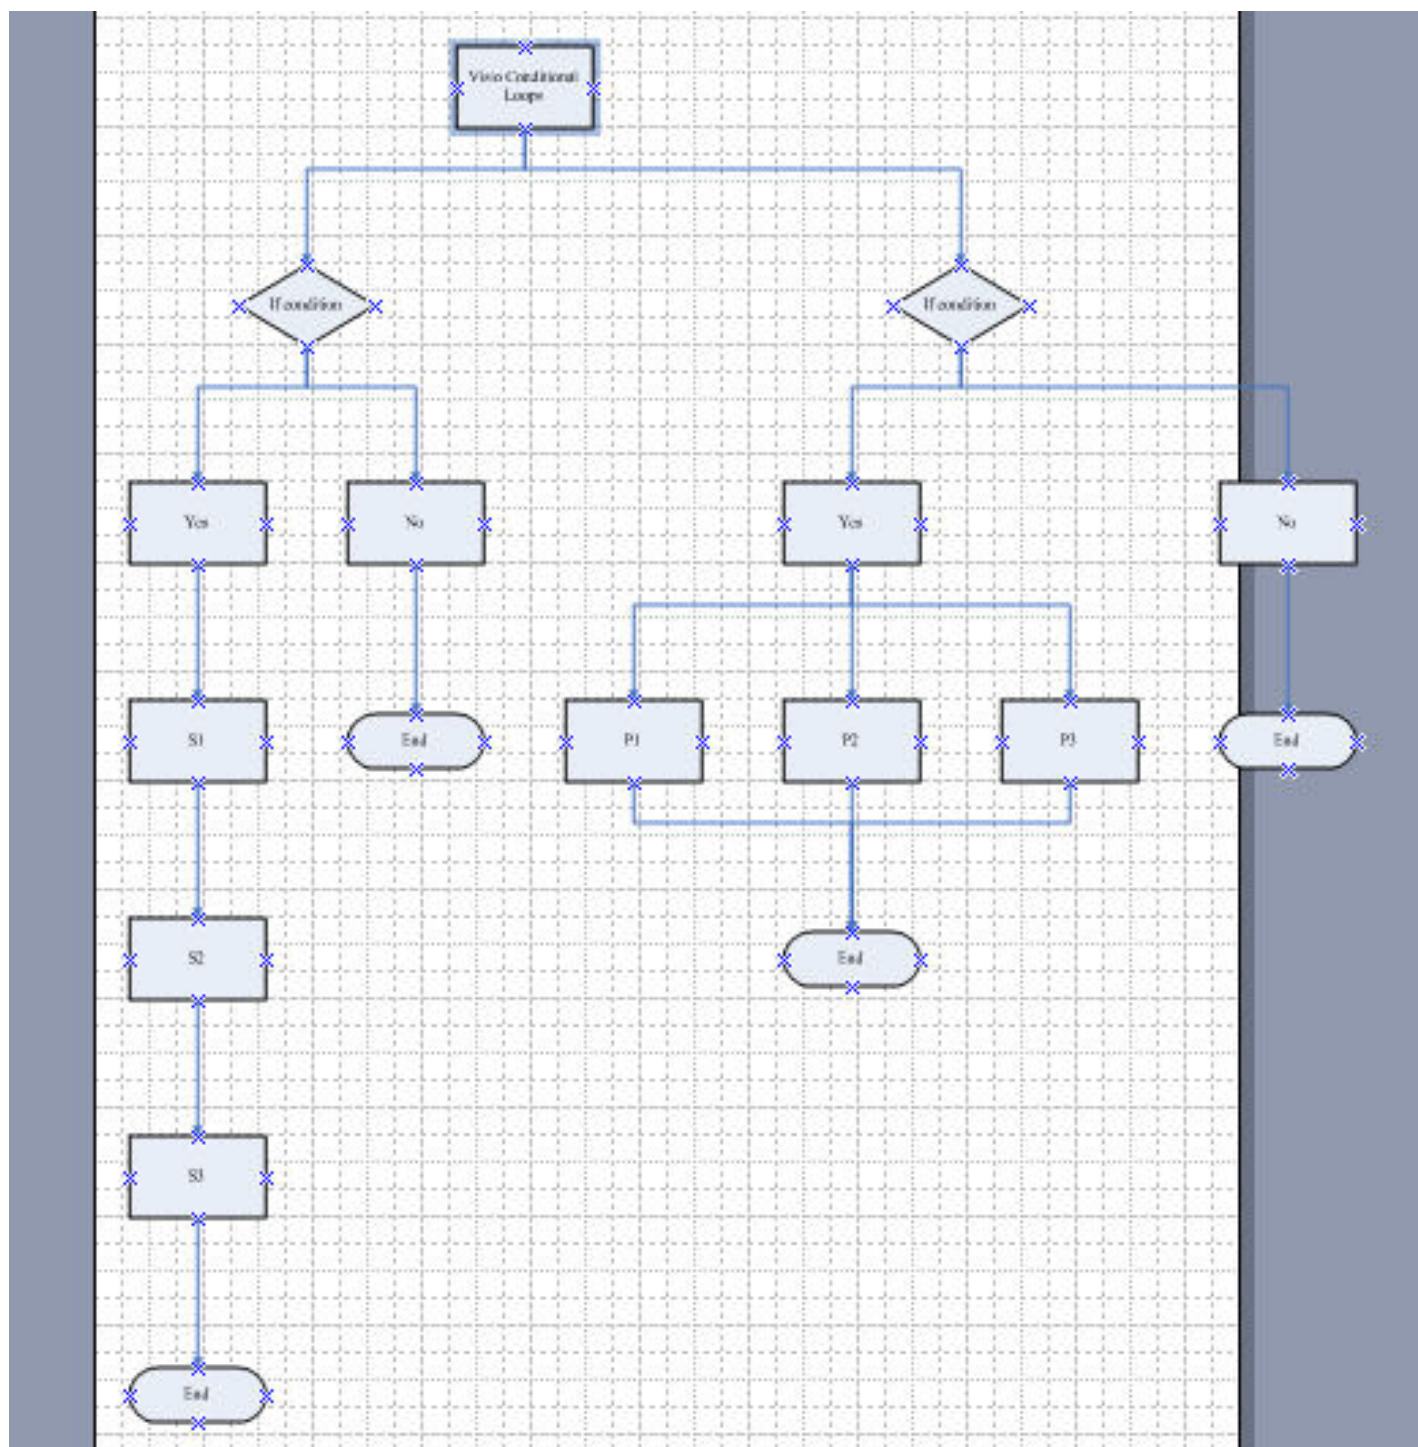 Visio Conditional
Loops
If condition
If condition
Yes
No
Yes
No
S1
End
P1
P2
P3
End
S2
End
S3
End